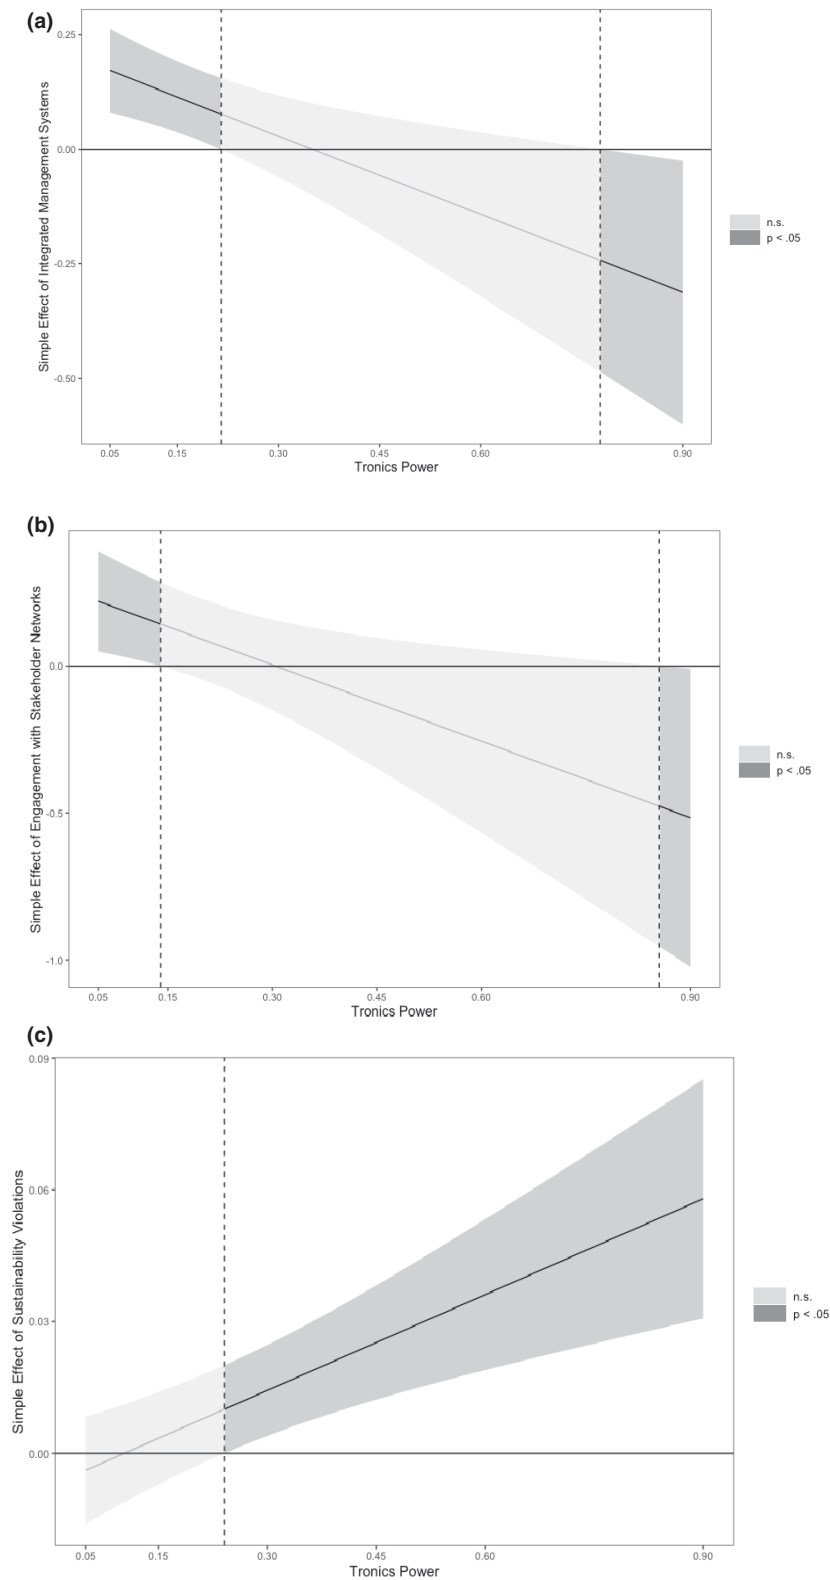 (a)
Simple Effect of Integrated Management Systems
0.25
0.00
-0.25
-0.50
0.05 0.15 0.30 0.45 0.60 0.90
Tronics Power
n.s.
p < .05
(b)
Simple Effect of Engagement with Stakeholder Networks
0.0
-0.5
-1.0
0.05 0.15 0.30 0.45 0.60 0.90
Tronics Power
n.s.
p < .05
(c)
Simple Effect of Sustainability Violations
0.09
0.06
0.03
0.00
0.05 0.15 0.30 0.45 0.60 0.90
Tronics Power
n.s.
p < .05